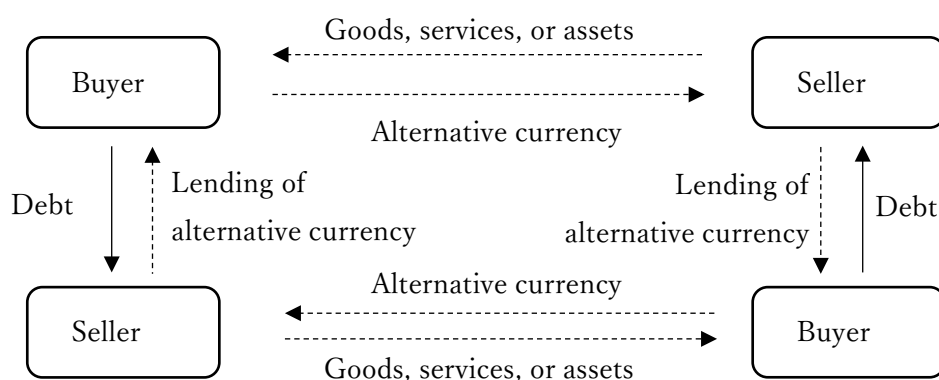 Goods, services, or assets
Buyer
Seller
Alternative currency
Debt
Lending of
alternative currency
Lending of
alternative currency
Debt
Alternative currency
Seller
Buyer
Goods, services, or assets